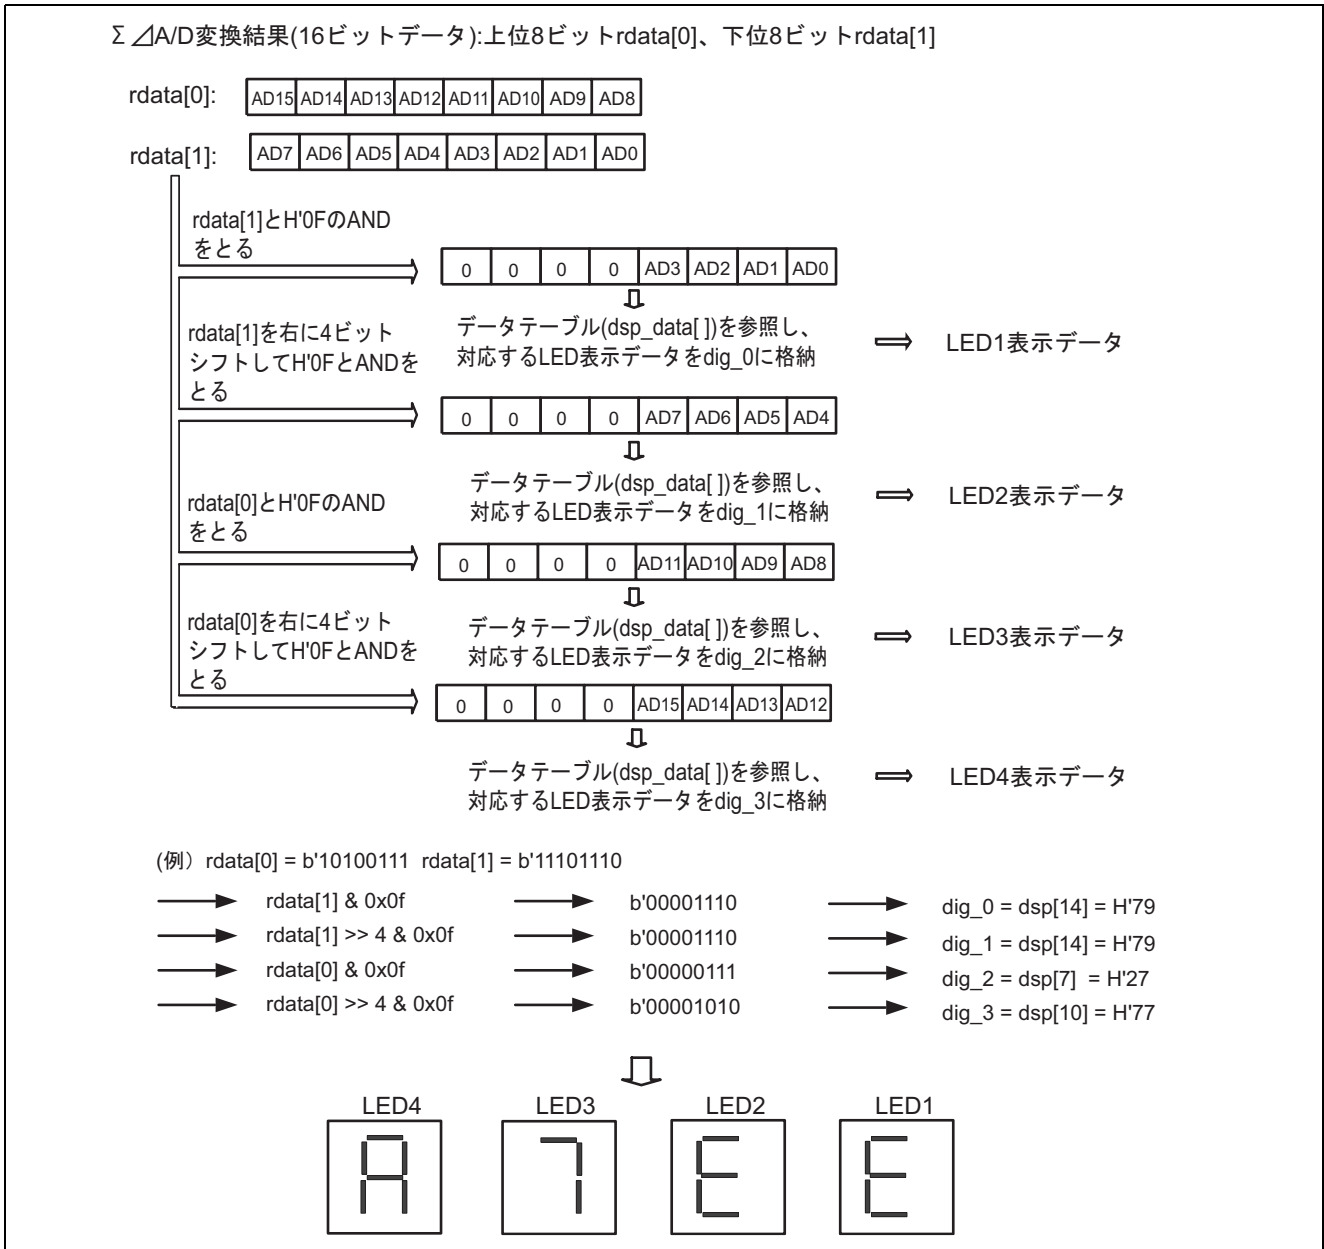 Σ⊿A/D変換結果(16ビットデータ):上位8ビットrdata[0]、下位8ビットrdata[1]
rdata[0]: AD15 AD14 AD13 AD12 AD11 AD10 AD9 AD8
rdata[1]: AD7 AD6 AD5 AD4 AD3 AD2 AD1 AD0
rdata[1]とH'0FのAND
をとる
0 0 0 0 AD3 AD2 AD1 AD0
データテーブル(dsp_data[ ])を参照し、
対応するLED表示データをdig_0に格納
LED1表示データ
rdata[1]を右に4ビット
シフトしてH'0FとANDを
とる
0 0 0 0 AD7 AD6 AD5 AD4
データテーブル(dsp_data[ ])を参照し、
対応するLED表示データをdig_1に格納
LED2表示データ
rdata[0]とH'0FのAND
をとる
0 0 0 0 AD11 AD10 AD9 AD8
データテーブル(dsp_data[ ])を参照し、
対応するLED表示データをdig_2に格納
LED3表示データ
rdata[0]を右に4ビット
シフトしてH'0FとANDを
とる
0 0 0 0 AD15 AD14 AD13 AD12
データテーブル(dsp_data[ ])を参照し、
対応するLED表示データをdig_3に格納
LED4表示データ
(例）rdata[0] = b'10100111 rdata[1] = b'11101110
rdata[1] & 0x0f b'00001110 dig_0 = dsp[14] = H'79
rdata[1] >> 4 & 0x0f b'00001110 dig_1 = dsp[14] = H'79
rdata[0] & 0x0f b'00000111 dig_2 = dsp[7] = H'27
rdata[0] >> 4 & 0x0f b'00001010 dig_3 = dsp[10] = H'77
LED4 LED3 LED2 LED1
A 7 E E